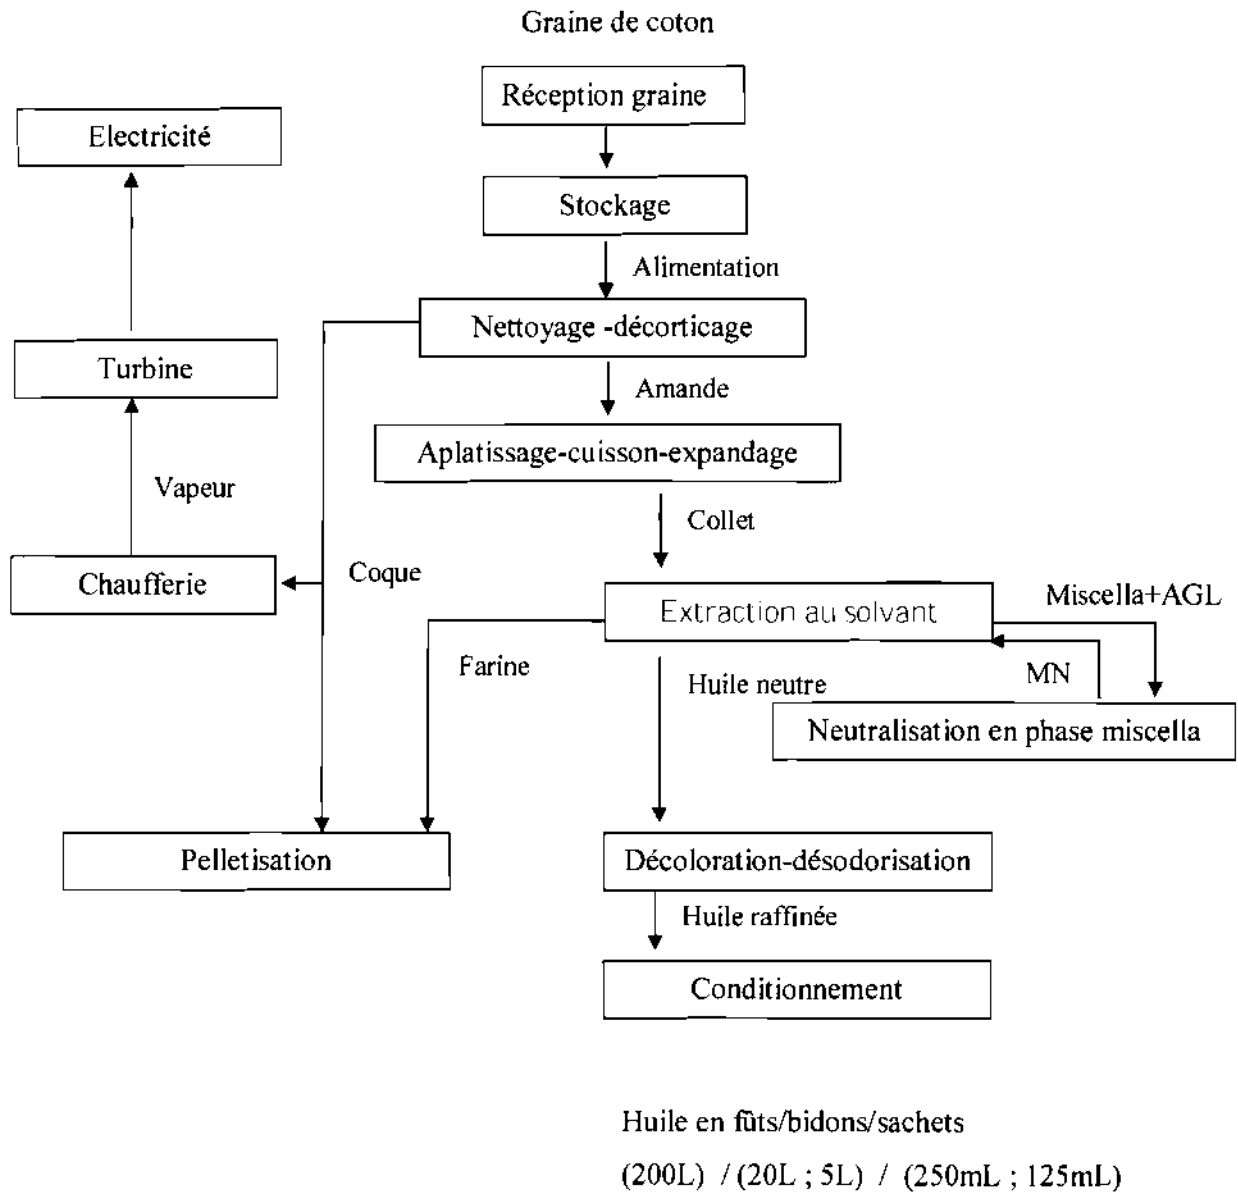 Graine de coton
Réception graine
Electricité
Stockage
Alimentation
Nettoyage -décorticage
Turbine
Amande
Aplatissage-cuisson-expandage
Vapeur
Collet
Chaufferie
Coque
Extraction au solvant
Miscella+AGL
Farine
Huile neutre
MN
Neutralisation en phase miscella
Pelletisation
Décoloration-désodorisation
Huile raffinée
Conditionnement
Huile en fûts/bidons/sachets
(200L) / (20L ; 5L) / (250mL ; 125mL)